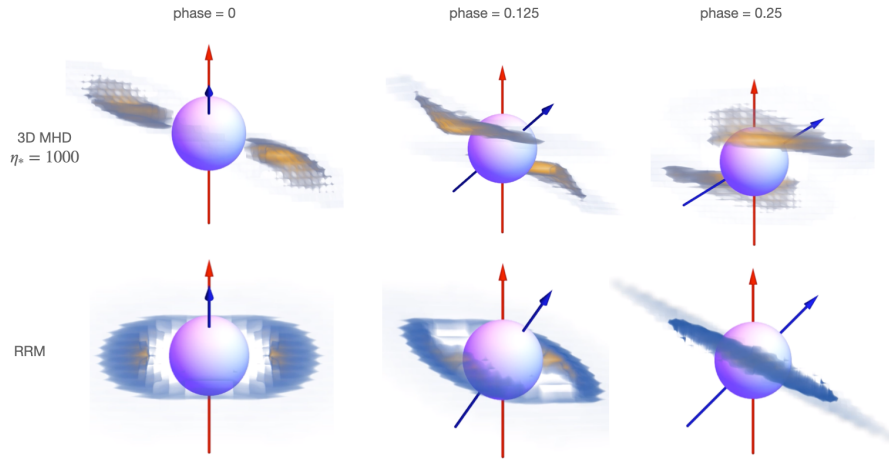 phase = 0
phase = 0.125
phase = 0.25
3D MHD
η* = 1000
RRM